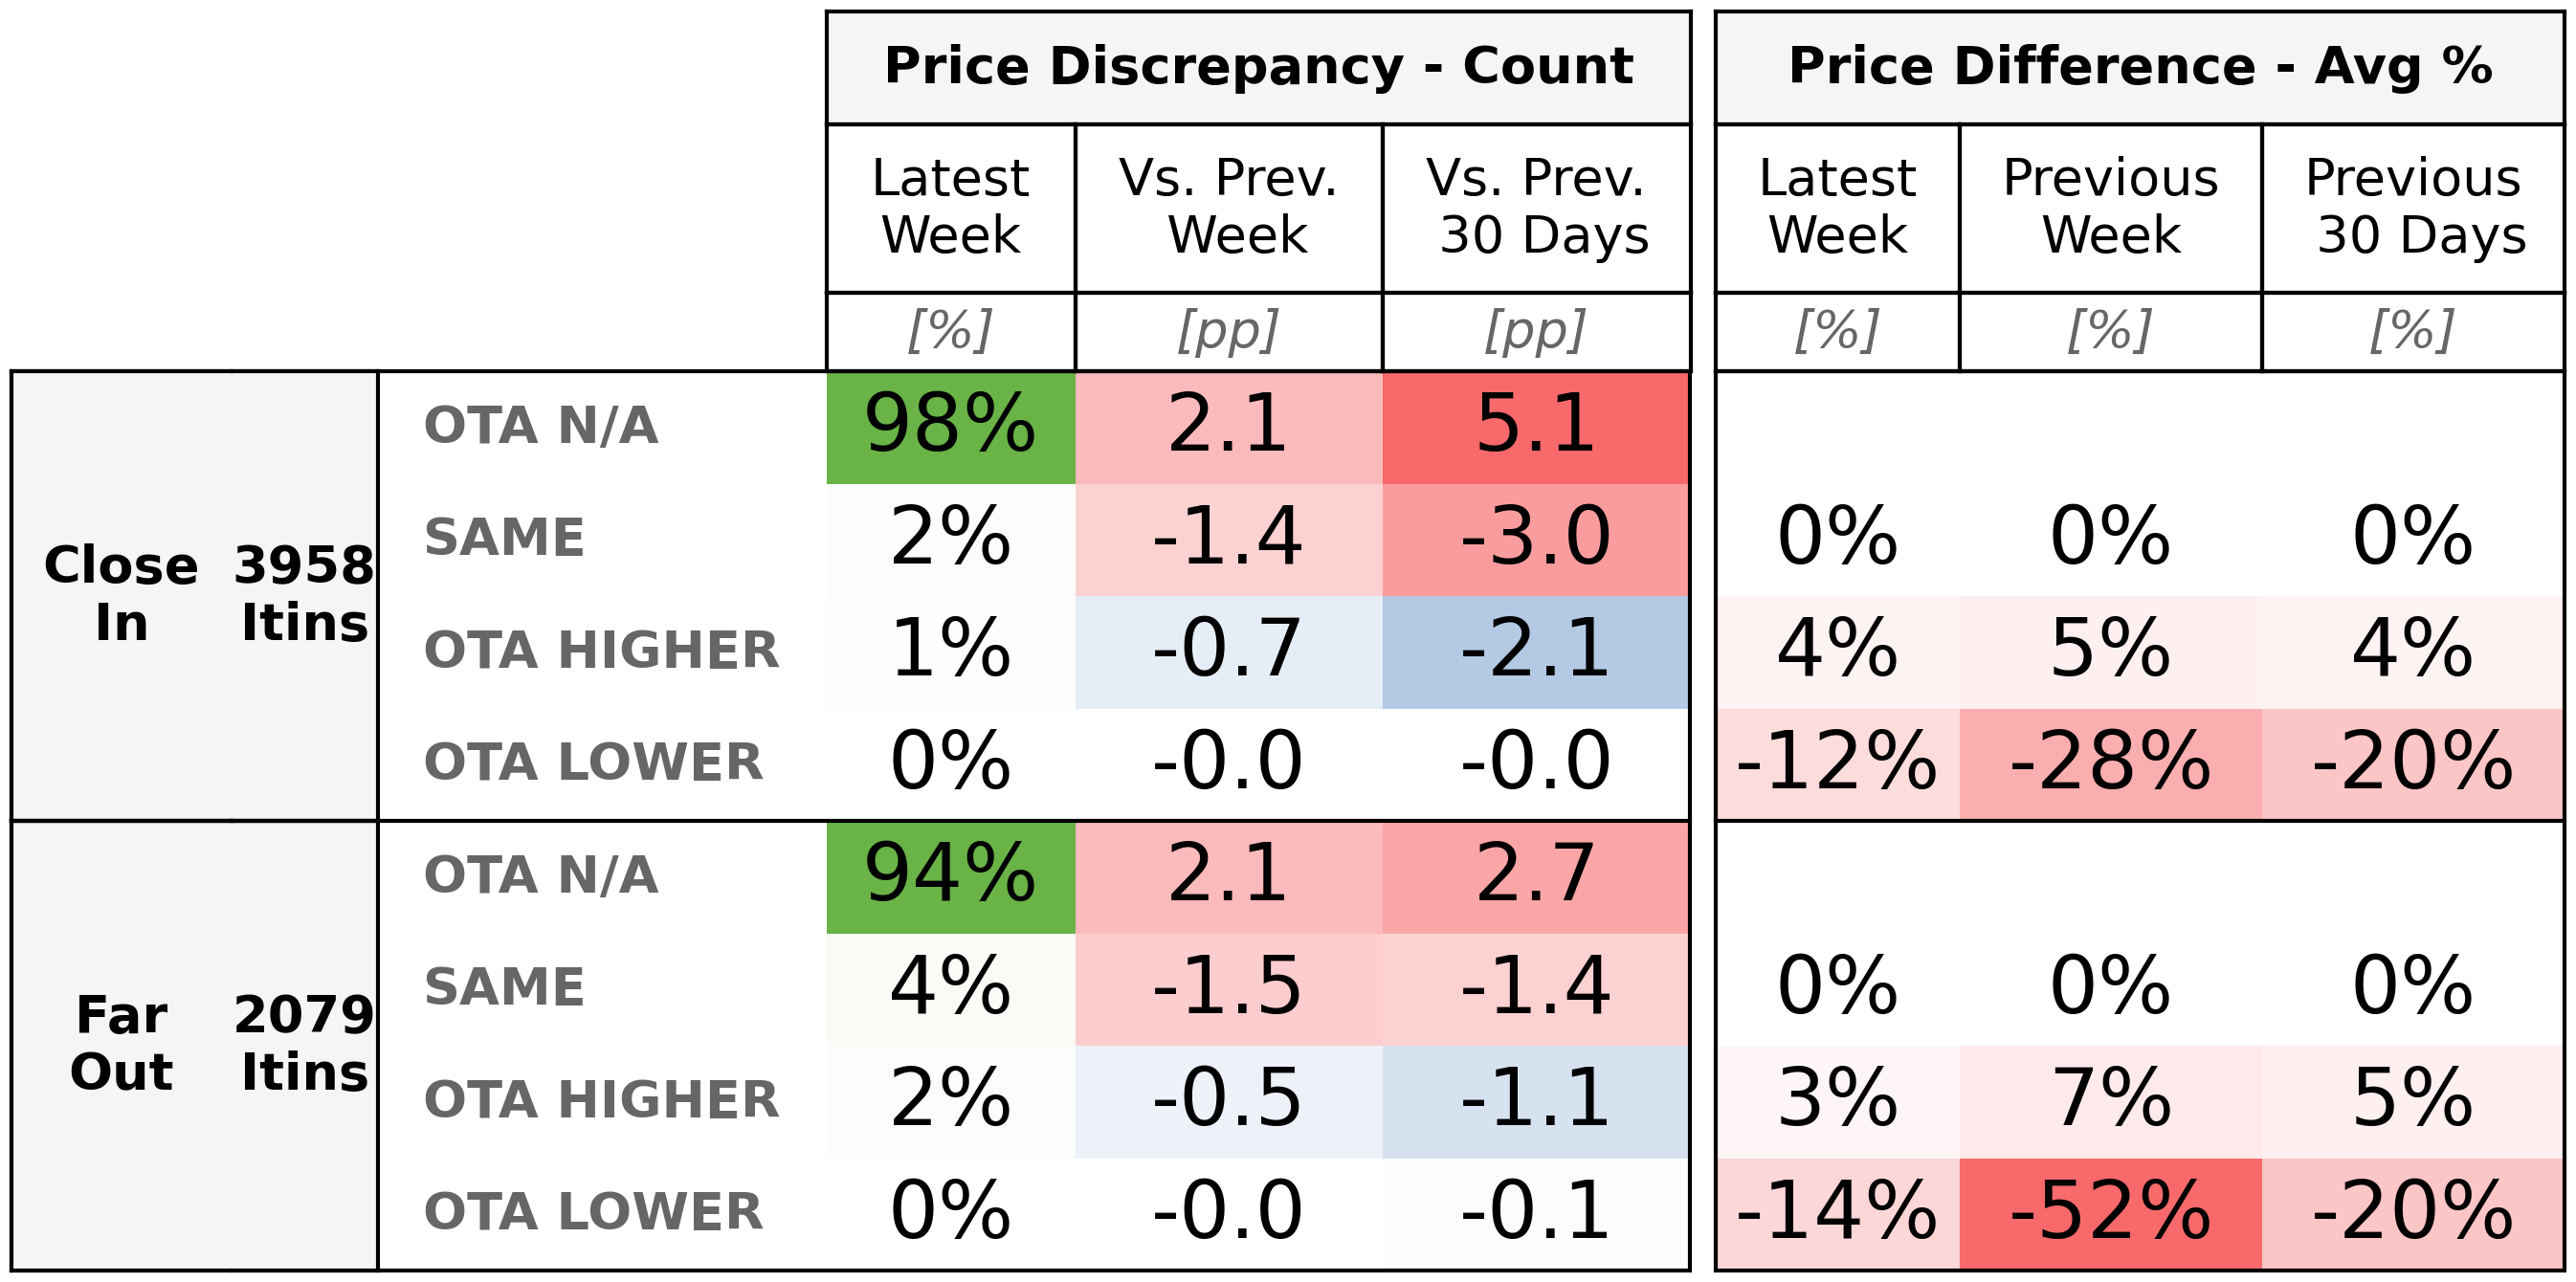 Price Discrepancy - Count Price Difference - Avg %
Latest Week Vs. Prev. Week Vs. Prev. 30 Days Latest Week Previous Week Previous 30 Days
[%] [pp] [pp] [%] [%] [%]
Close In 3958 Itins
OTA N/A 98% 2.1 5.1
SAME 2% -1.4 -3.0 0% 0% 0%
OTA HIGHER 1% -0.7 -2.1 4% 5% 4%
OTA LOWER 0% -0.0 -0.0 -12% -28% -20%
Far Out 2079 Itins
OTA N/A 94% 2.1 2.7
SAME 4% -1.5 -1.4 0% 0% 0%
OTA HIGHER 2% -0.5 -1.1 3% 7% 5%
OTA LOWER 0% -0.0 -0.1 -14% -52% -20%